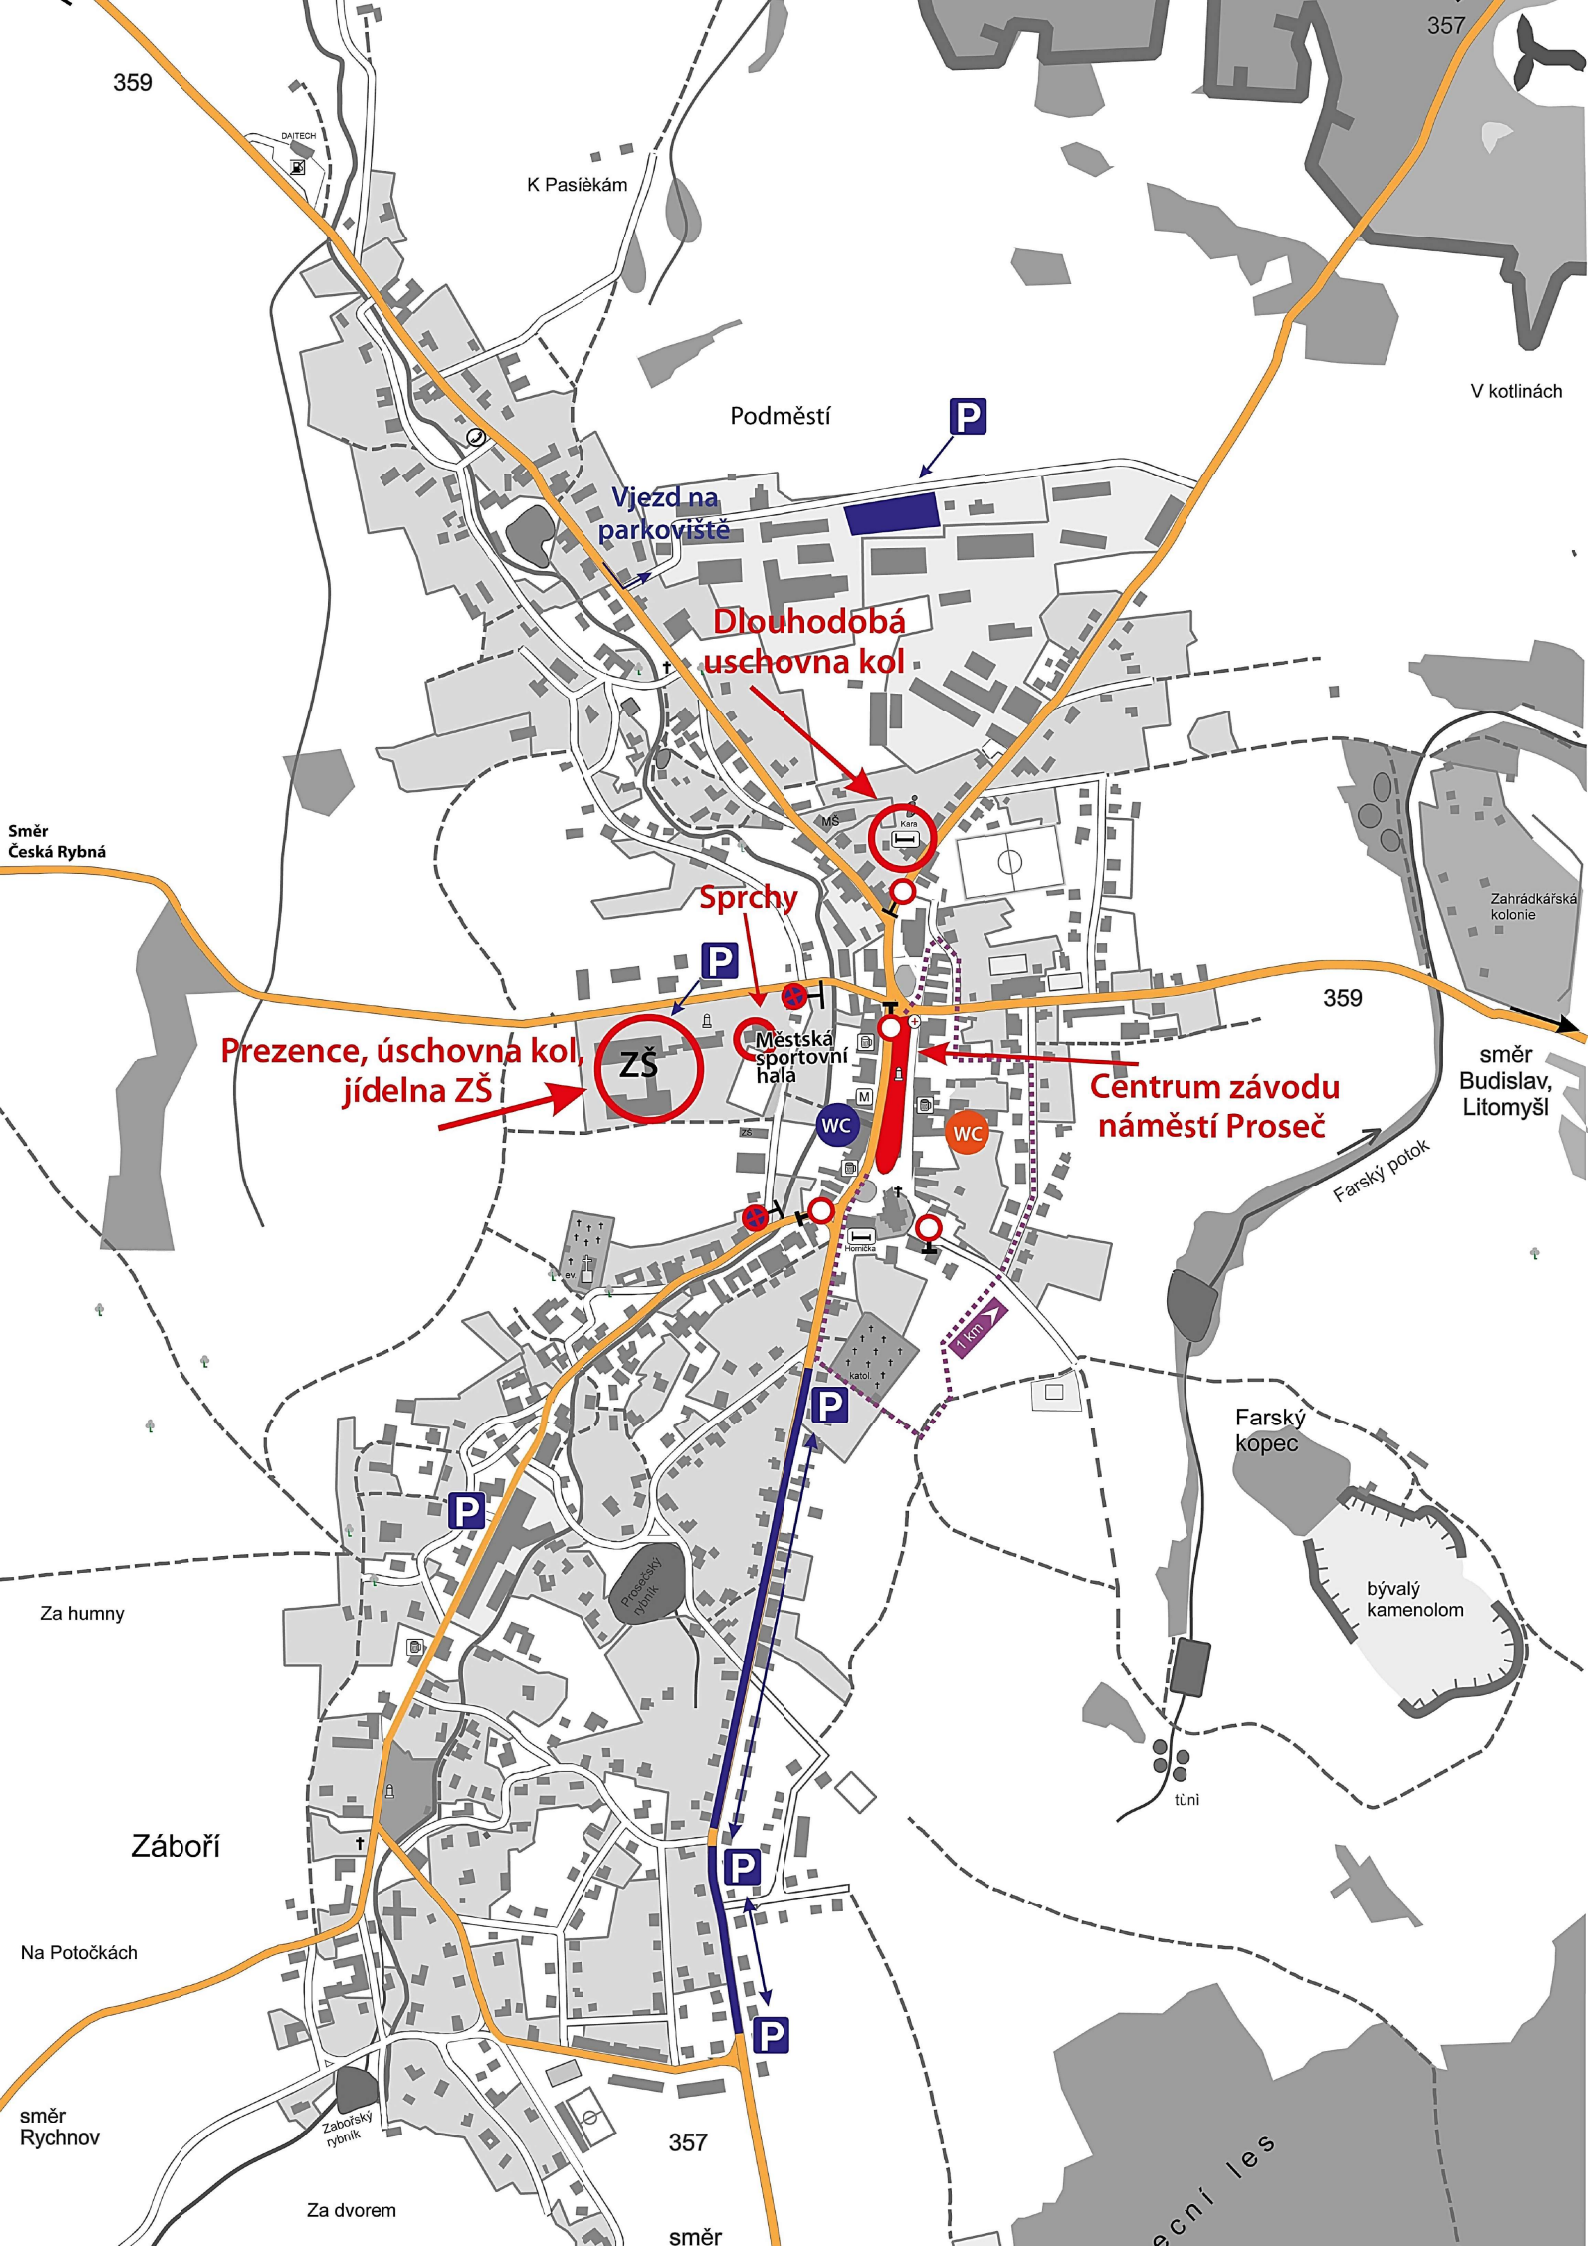 359
357
DAITECH
K Pasíèkám
V kotlinách
Podměstí
P
Vjezd na
parkoviště
Dlouhodobá
uschovna kol
MŠ
Kara
Směr
Česká Rybná
Sprchy
Zahrádkářská
kolonie
P
359
Prezence, úschovna kol,
jídelna ZŠ
ZŠ
Městská
sportovní
hala
Centrum závodu
náměstí Proseč
směr
Budislav,
Litomyšl
M
WC
WC
ZŠ
Farský potok
Hornička
ev.
1 km
katol.
P
Farský
kopec
P
Prosečský
rybník
bývalý
kamenolom
Za humny
tùnì
Záboří
P
Na Potočkách
P
směr
Rychnov
Zabořský
rybník
357
Za dvorem
směr
ecní les